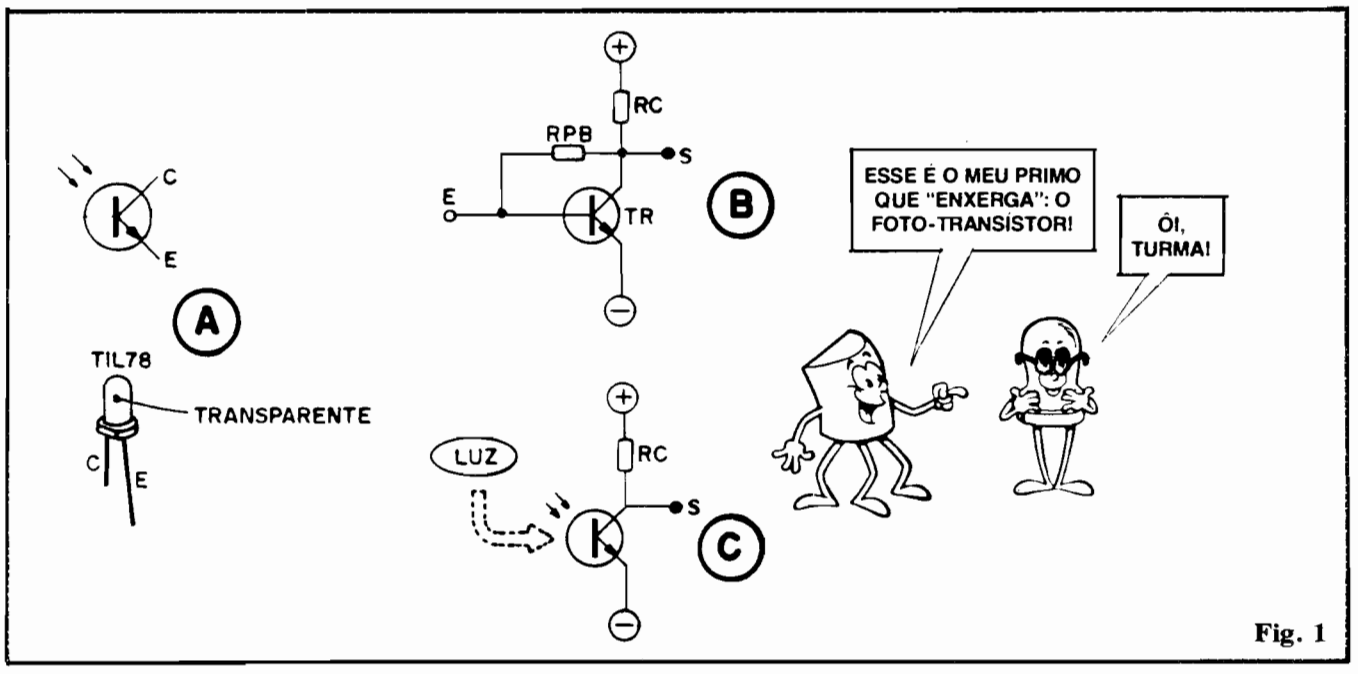 C
E
A
TIL78
TRANSPARENTE
C
E
+
RC
RPB
S
E
TR
B
−
LUZ
+
RC
S
C
−
ESSE É O MEU PRIMO
QUE "ENXERGA": O
FOTO-TRANSÍSTOR!
ÔI,
TURMA!
Fig. 1